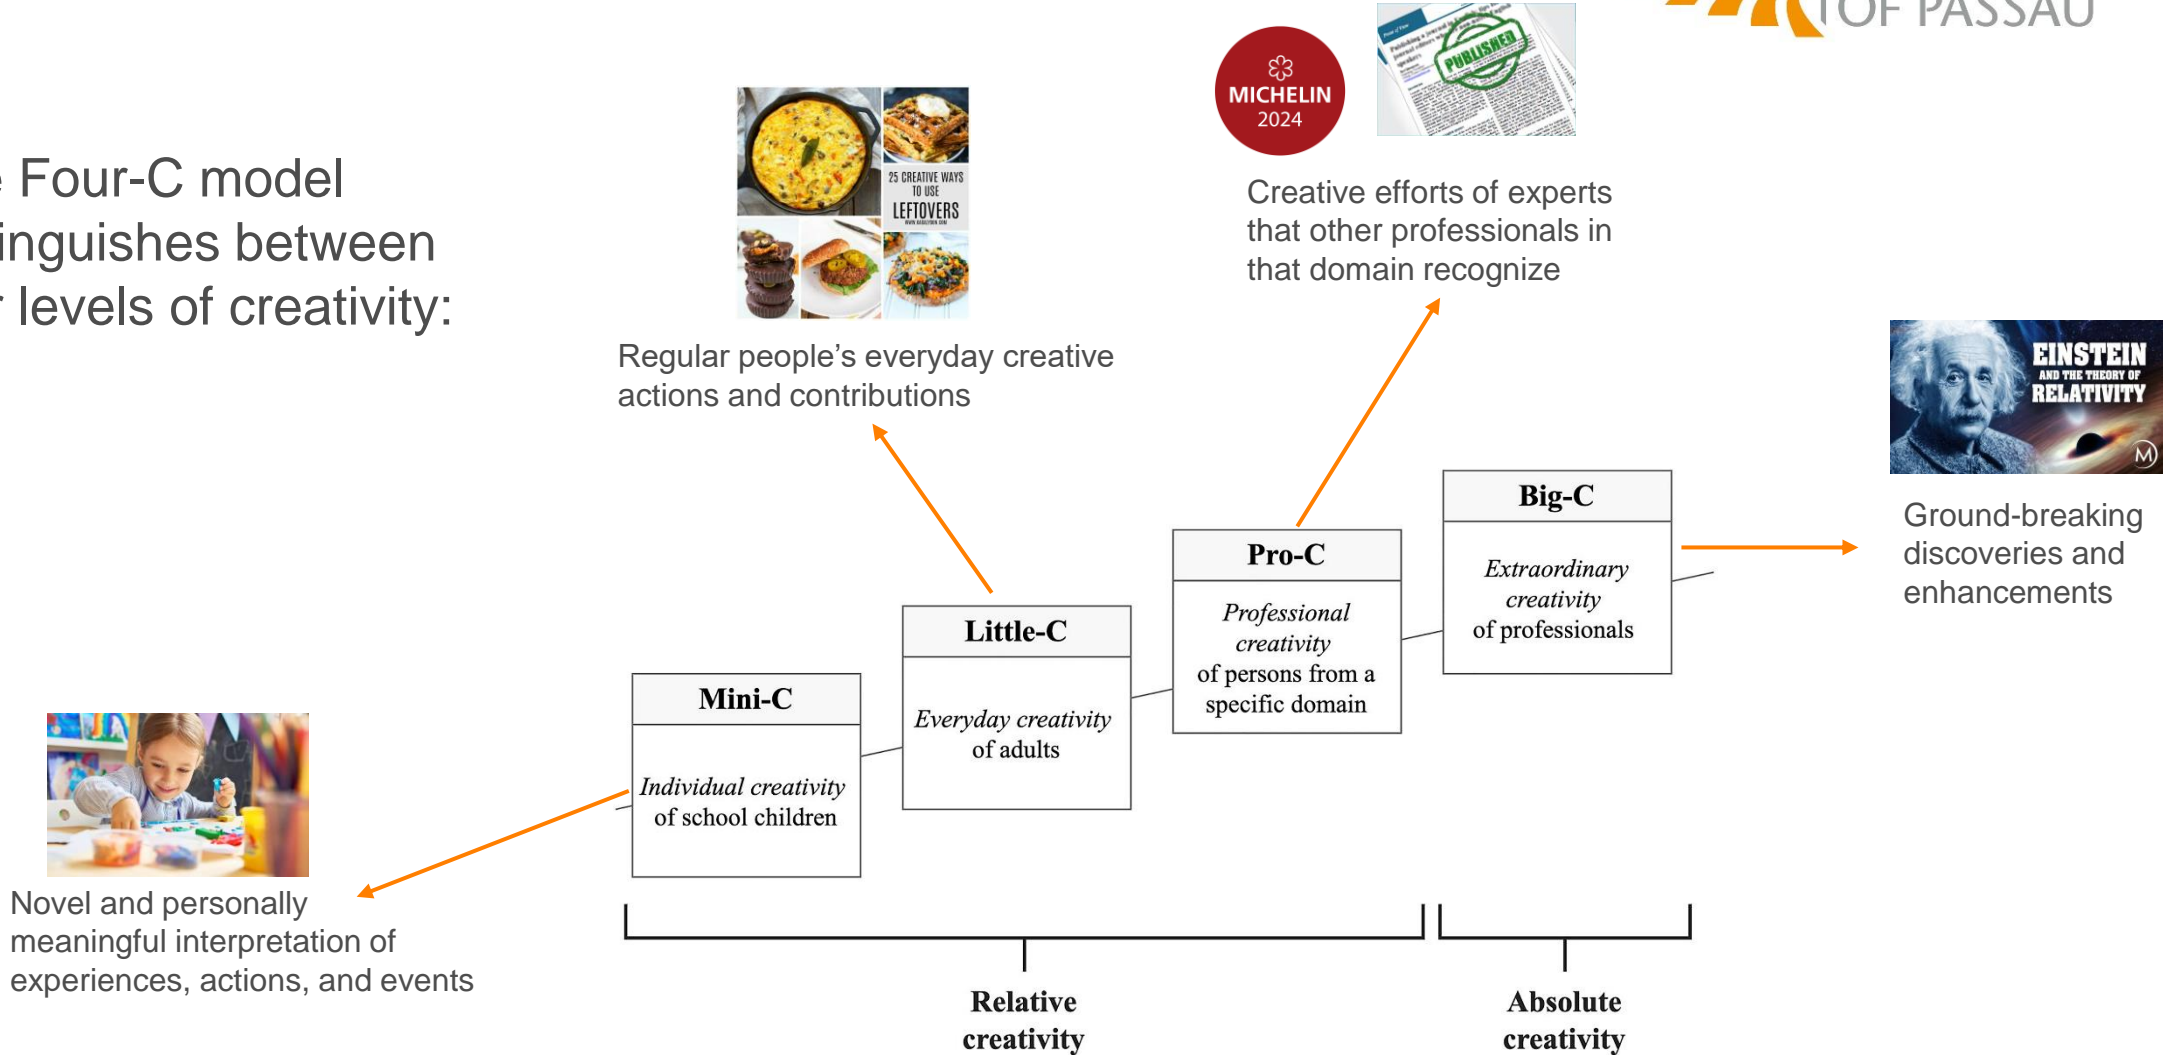 OF PASSAU
e Four-C model
inguishes between
r levels of creativity:
25 CREATIVE WAYS
TO USE
LEFTOVERS
MICHELIN
2024
PUBLISHED
Creative efforts of experts
that other professionals in
that domain recognize
Regular people’s everyday creative
actions and contributions
EINSTEIN
AND THE THEORY OF
RELATIVITY
M
Ground-breaking
discoveries and
enhancements
Big-C
Extraordinary
creativity
of professionals
Pro-C
Professional
creativity
of persons from a
specific domain
Little-C
Everyday creativity
of adults
Mini-C
Individual creativity
of school children
Novel and personally
meaningful interpretation of
experiences, actions, and events
Relative
creativity
Absolute
creativity